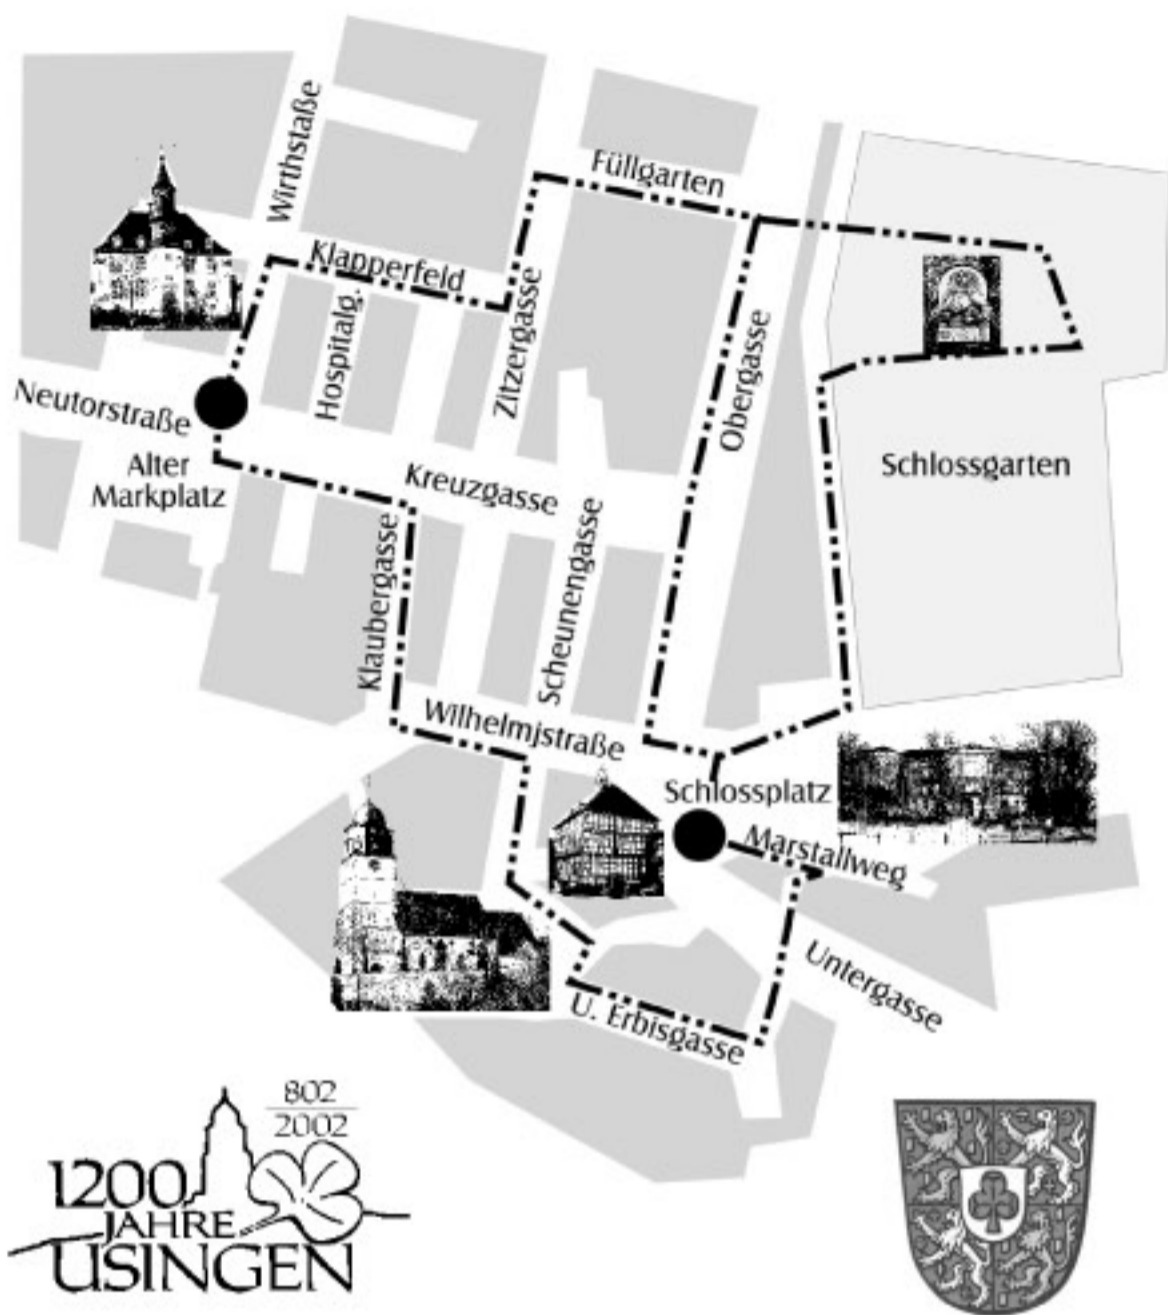 Wirthstaße
Füllgarten
Klapperfeld
Hospitalg.
Zitzergasse
Obergasse
Neutorstraße
Alter
Markplatz
Kreuzgasse
Schlossgarten
Klaubergasse
Scheunengasse
Wilhelmjstraße
Schlossplatz
Marstallweg
Untergasse
U. Erbisgasse
802
2002
1200
JAHRE
USINGEN